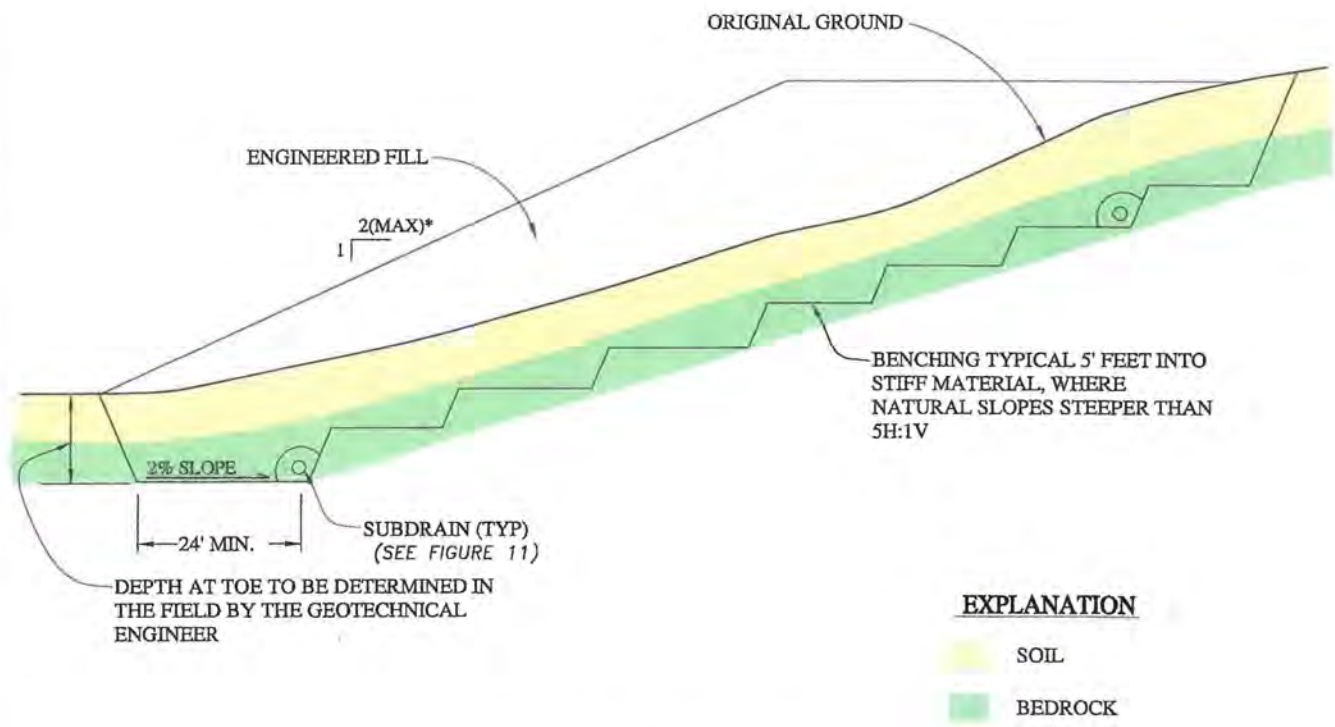 ORIGINAL GROUND
ENGINEERED FILL
2(MAX)*
1
BENCHING TYPICAL 5' FEET INTO
STIFF MATERIAL, WHERE
NATURAL SLOPES STEEPER THAN
5H:1V
2% SLOPE
24' MIN.
SUBDRAIN (TYP)
(SEE FIGURE 11)
DEPTH AT TOE TO BE DETERMINED IN
THE FIELD BY THE GEOTECHNICAL
ENGINEER
EXPLANATION
SOIL
BEDROCK